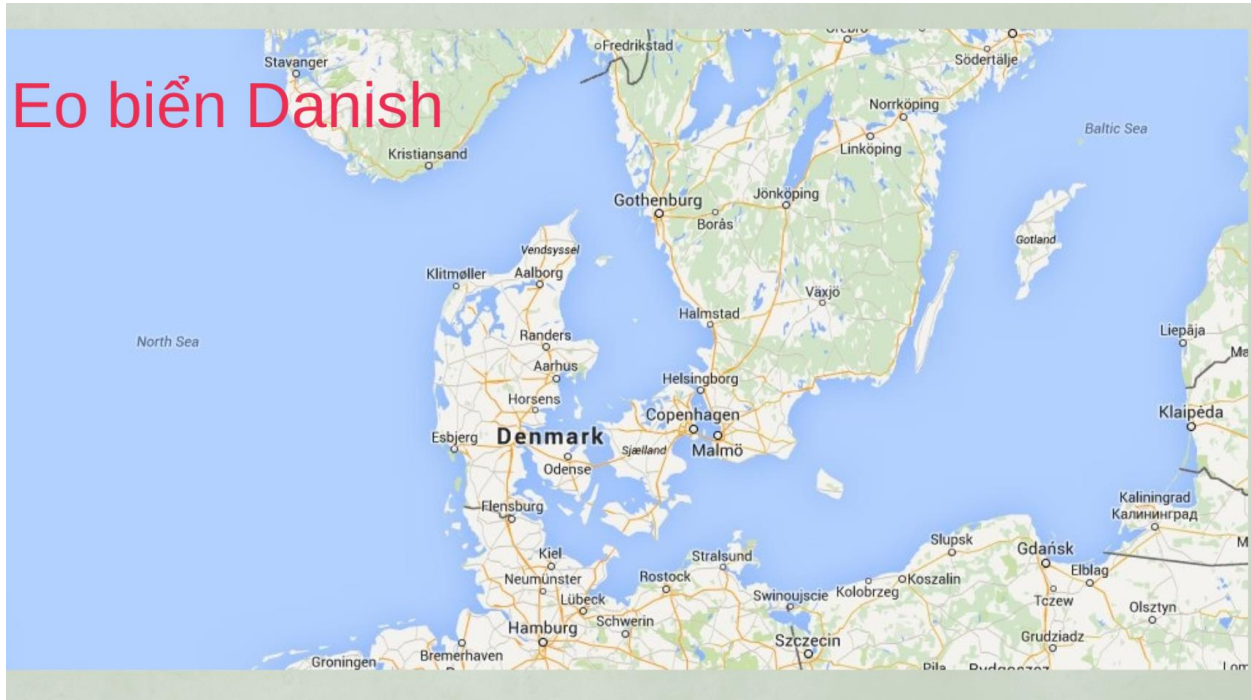 Eo biển Danish
Fredrikstad
Stavanger
Södertälje
Norrköping
Baltic Sea
Linköping
Kristiansand
Jönköping
Gothenburg
Borås
Gotland
Vendsyssel
Klitmøller
Aalborg
Växjö
Halmstad
Liepāja
North Sea
Randers
Aarhus
Helsingborg
Horsens
Copenhagen
Klaipėda
Denmark
Esbjerg
Sjælland
Malmö
Odense
Kaliningrad
Калининград
Flensburg
Slupsk
Gdańsk
Kiel
Stralsund
Elblag
Neumünster
Rostock
Koszalin
Kolobrzeg
Swinoujscie
Lübeck
Tczew
Olsztyn
Schwerin
Hamburg
Szczecin
Grudziadz
Bremerhaven
Groningen